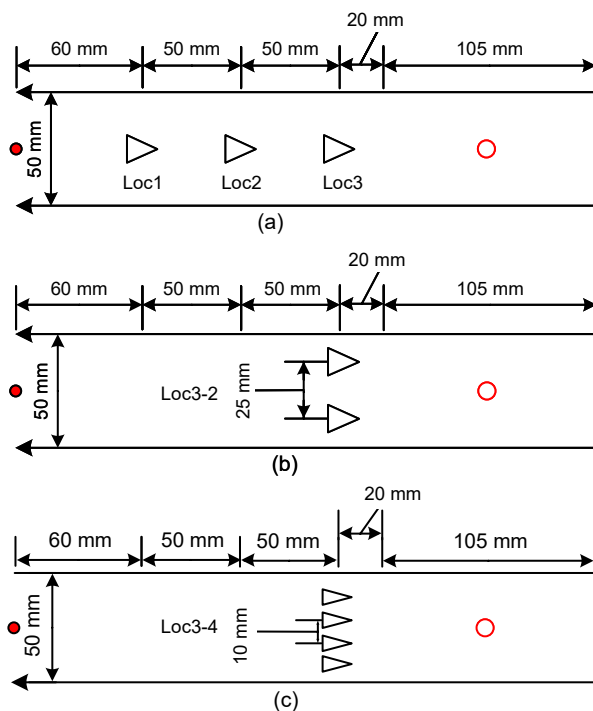 20 mm
60 mm 50 mm 50 mm 105 mm
50 mm
Loc1 Loc2 Loc3
(a)
20 mm
60 mm 50 mm 50 mm 105 mm
50 mm
Loc3-2
25 mm
(b)
20 mm
60 mm 50 mm 50 mm 105 mm
50 mm
Loc3-4
10 mm
(c)